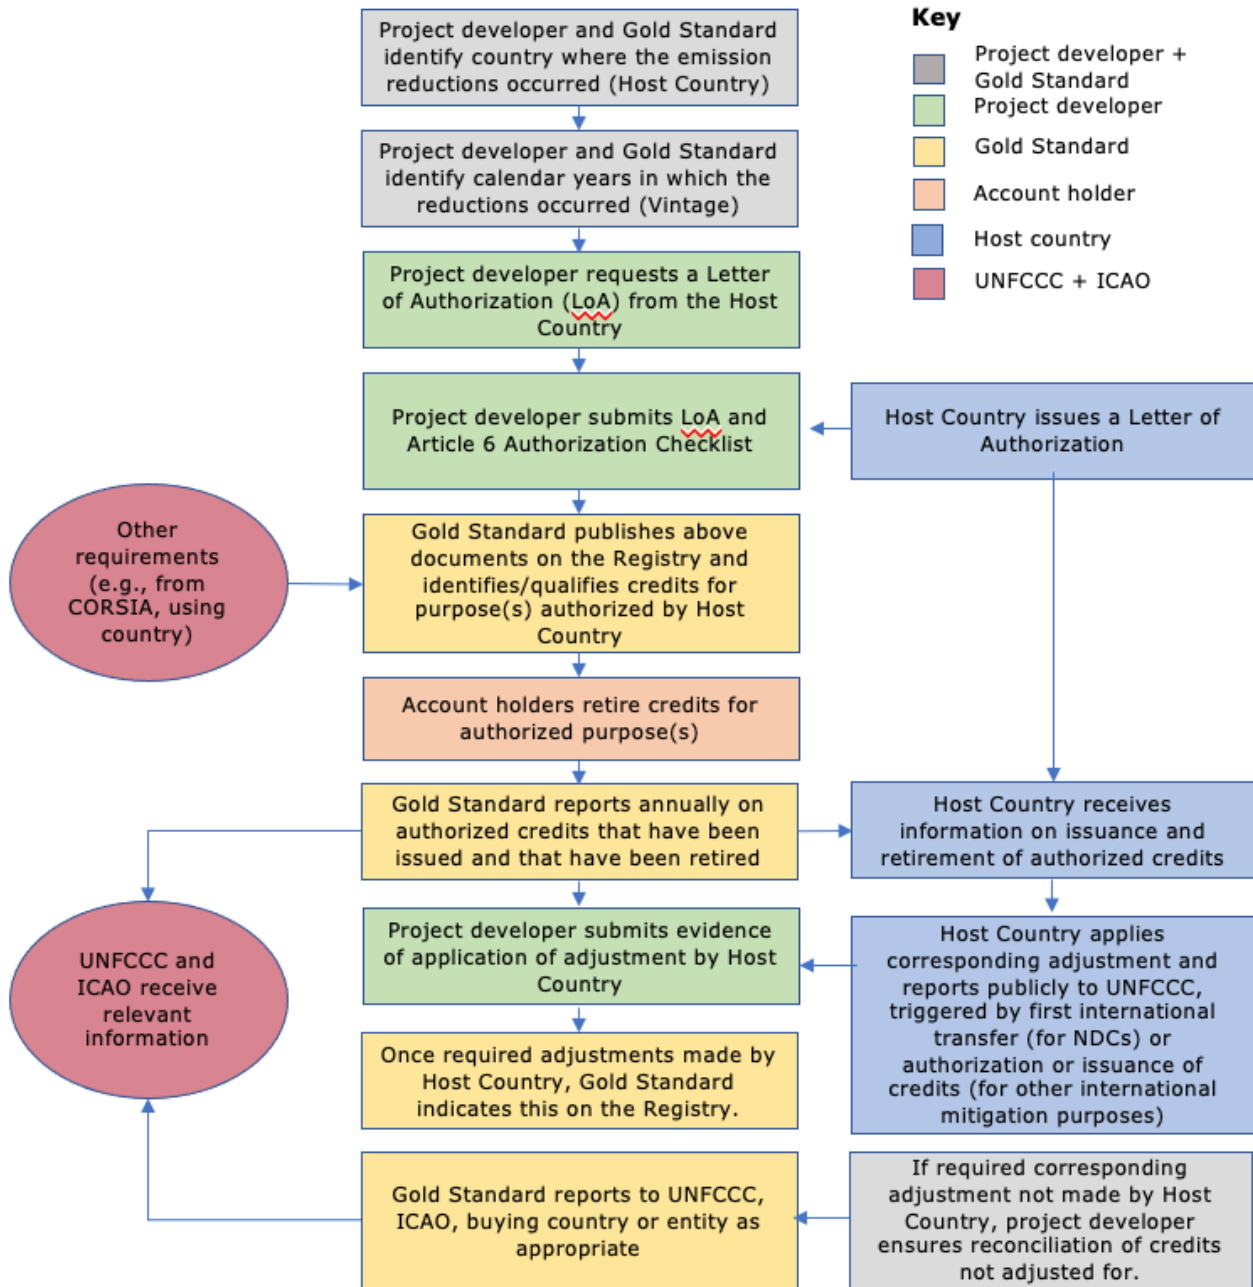 Project developer and Gold Standard
identify country where the emission
reductions occurred (Host Country)
Key
Project developer +
Gold Standard
Project developer
Gold Standard
Account holder
Host country
UNFCCC + ICAO
Project developer and Gold Standard
identify calendar years in which the
reductions occurred (Vintage)
Project developer requests a Letter
of Authorization (LoA) from the Host
Country
Project developer submits LoA and
Article 6 Authorization Checklist
Host Country issues a Letter of
Authorization
Other
requirements
(e.g., from
CORSIA, using
country)
Gold Standard publishes above
documents on the Registry and
identifies/qualifies credits for
purpose(s) authorized by Host
Country
Account holders retire credits for
authorized purpose(s)
Gold Standard reports annually on
authorized credits that have been
issued and that have been retired
Host Country receives
information on issuance and
retirement of authorized credits
Project developer submits evidence
of application of adjustment by Host
Country
Host Country applies
corresponding adjustment and
reports publicly to UNFCCC,
triggered by first international
transfer (for NDCs) or
authorization or issuance of
credits (for other international
mitigation purposes)
UNFCCC and
ICAO receive
relevant
information
Once required adjustments made by
Host Country, Gold Standard
indicates this on the Registry.
Gold Standard reports to UNFCCC,
ICAO, buying country or entity as
appropriate
If required corresponding
adjustment not made by Host
Country, project developer
ensures reconciliation of credits
not adjusted for.